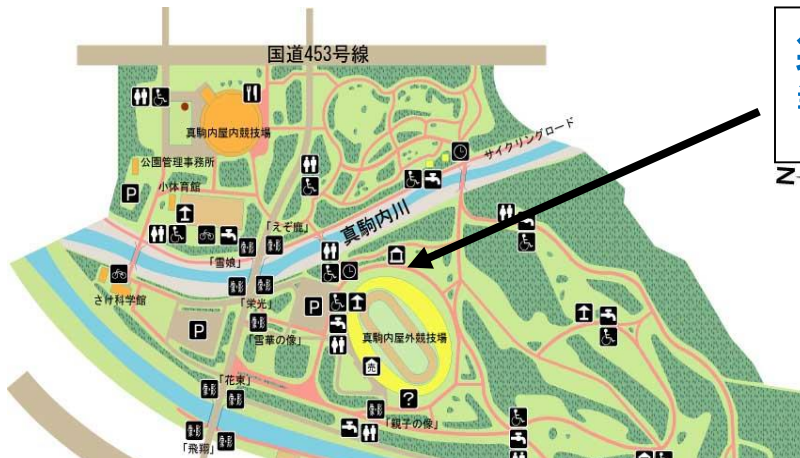 国道453号線
真駒内屋内競技場
公園管理事務所
小体育館
サイクリングロード
真駒内川
「えぞ鹿」
「雪娘」
さけ科学館
「栄光」
「雪華の像」
真駒内屋外競技場
「花束」
「親子の像」
「飛翔」
P
P
P
?
N